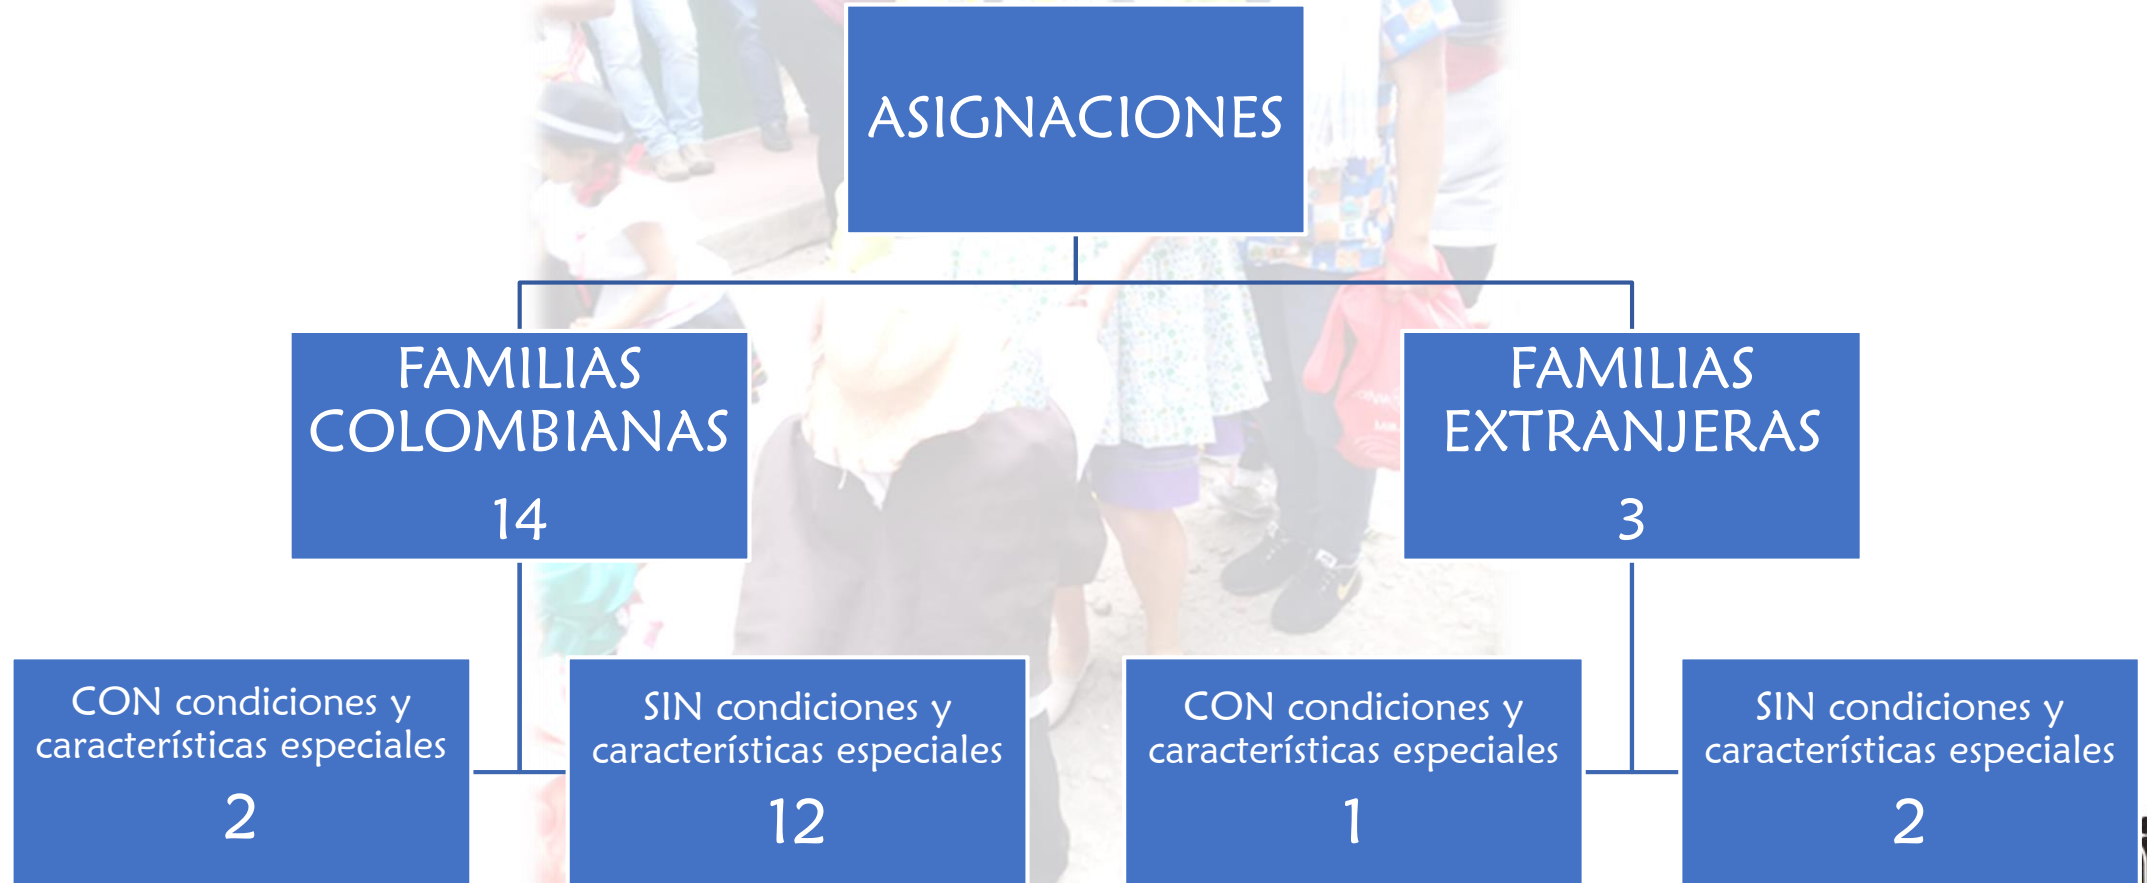 ASIGNACIONES
FAMILIAS
COLOMBIANAS
14
FAMILIAS
EXTRANJERAS
3
CON condiciones y
características especiales
2
SIN condiciones y
características especiales
12
CON condiciones y
características especiales
1
SIN condiciones y
características especiales
2